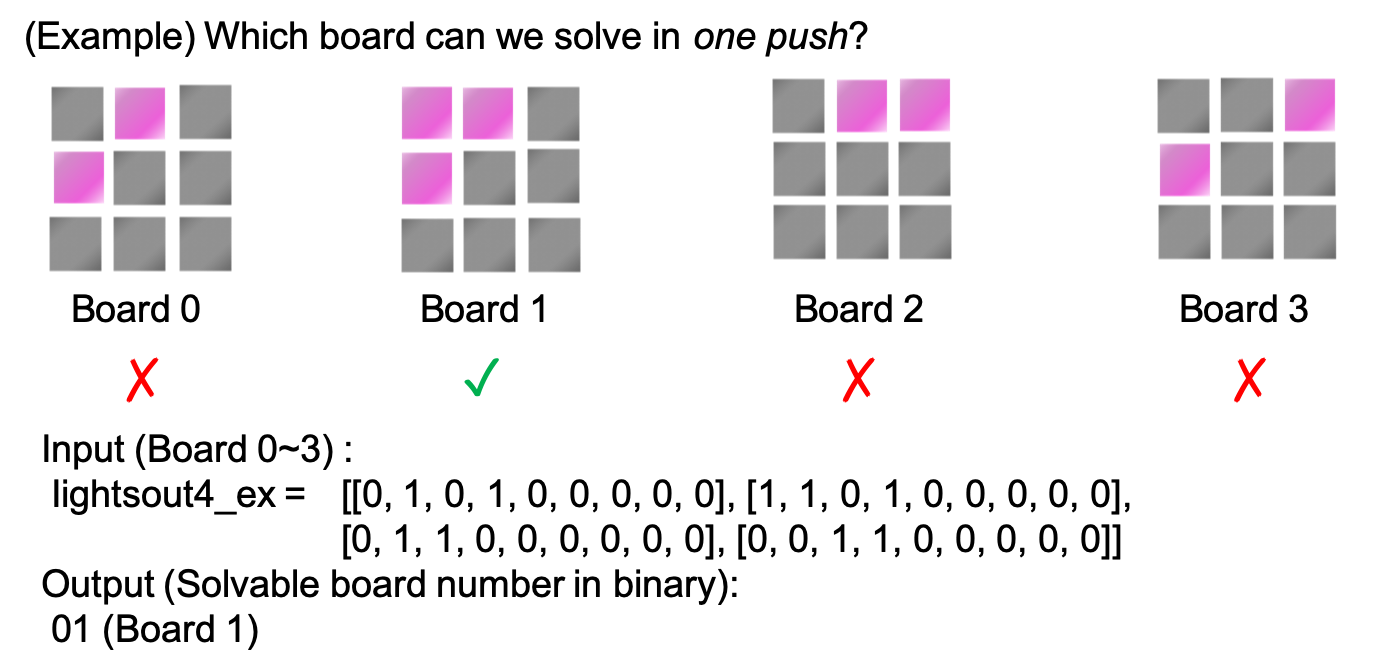 (Example) Which board can we solve in one push?
Board 0 Board 1 Board 2 Board 3
Input (Board 0~3) :
lightsout4_ex = [[0, 1, 0, 1, 0, 0, 0, 0, 0], [1, 1, 0, 1, 0, 0, 0, 0, 0],
[0, 1, 1, 0, 0, 0, 0, 0, 0], [0, 0, 1, 1, 0, 0, 0, 0, 0]]
Output (Solvable board number in binary):
01 (Board 1)